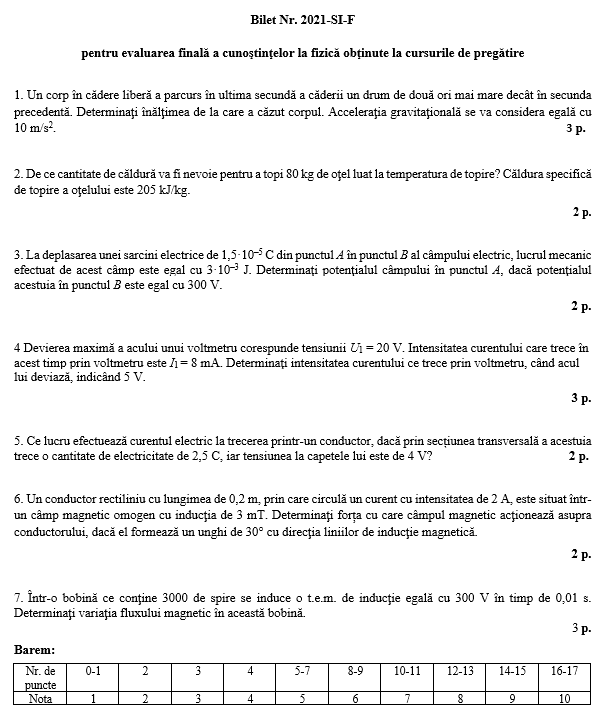 Bilet Nr. 2021-SI-F
pentru evaluarea finală a cunoştinţelor la fizică obţinute la cursurile de pregătire
1. Un corp în cădere liberă a parcurs în ultima secundă a căderii un drum de două ori mai mare decât în secunda
precedentă. Determinaţi înălţimea de la care a căzut corpul. Acceleraţia gravitaţională se va considera egală cu
10 m/s². 3 p.
2. De ce cantitate de căldură va fi nevoie pentru a topi 80 kg de oţel luat la temperatura de topire? Căldura specifică
de topire a oţelului este 205 kJ/kg.
2 p.
3. La deplasarea unei sarcini electrice de 1,5·10⁻⁵ C din punctul A în punctul B al câmpului electric, lucrul mecanic
efectuat de acest câmp este egal cu 3·10⁻³ J. Determinaţi potenţialul câmpului în punctul A, dacă potenţialul
acestuia în punctul B este egal cu 300 V.
2 p.
4 Devierea maximă a acului unui voltmetru corespunde tensiunii U₁ = 20 V. Intensitatea curentului care trece în
acest timp prin voltmetru este I₁ = 8 mA. Determinaţi intensitatea curentului ce trece prin voltmetru, când acul
lui deviază, indicând 5 V.
3 p.
5. Ce lucru efectuează curentul electric la trecerea printr-un conductor, dacă prin secţiunea transversală a acestuia
trece o cantitate de electricitate de 2,5 C, iar tensiunea la capetele lui este de 4 V? 2 p.
6. Un conductor rectiliniu cu lungimea de 0,2 m, prin care circulă un curent cu intensitatea de 2 A, este situat într-
un câmp magnetic omogen cu inducţia de 3 mT. Determinaţi forţa cu care câmpul magnetic acţionează asupra
conductorului, dacă el formează un unghi de 30° cu direcţia liniilor de inducţie magnetică.
2 p.
7. Într-o bobină ce conţine 3000 de spire se induce o t.e.m. de inducţie egală cu 300 V în timp de 0,01 s.
Determinaţi variaţia fluxului magnetic în această bobină.
3 p.
Barem:
Nr. de puncte 0-1 2 3 4 5-7 8-9 10-11 12-13 14-15 16-17
Nota 1 2 3 4 5 6 7 8 9 10